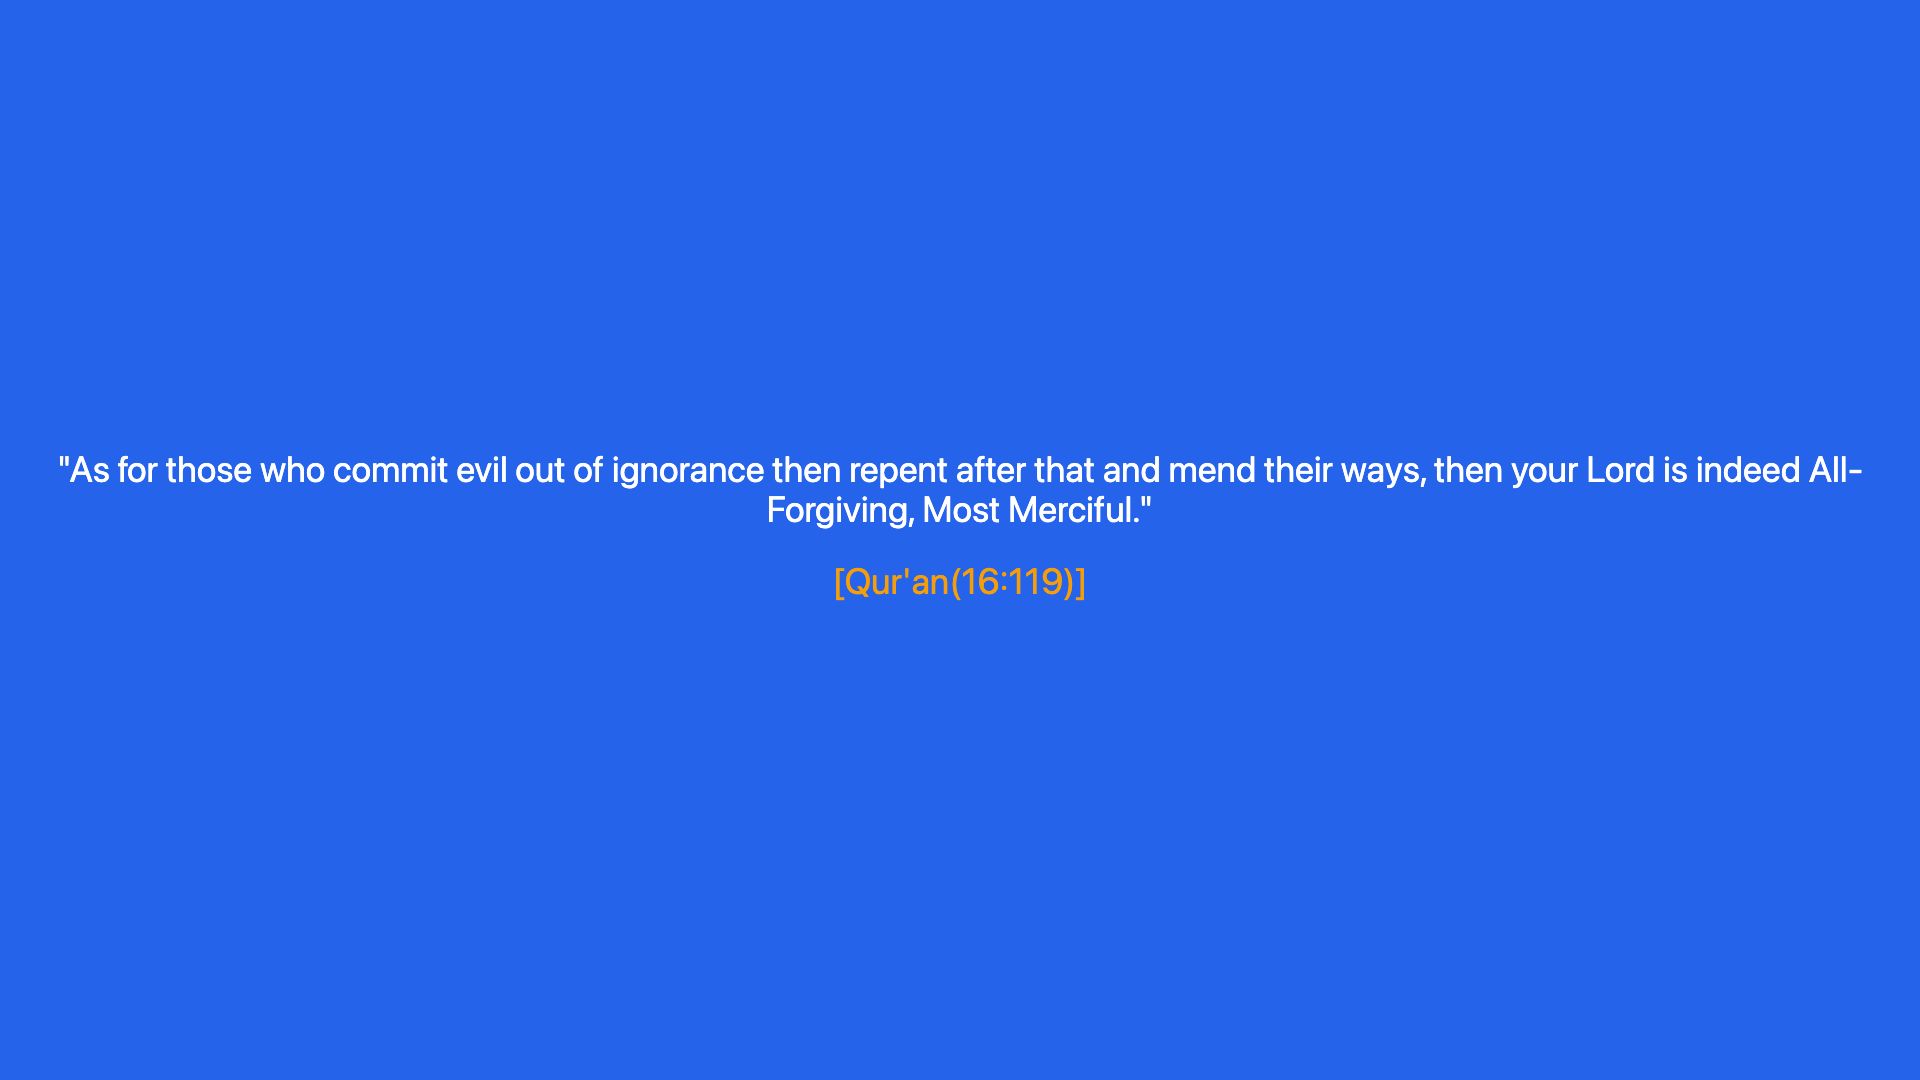 "As for those who commit evil out of ignorance then repent after that and mend their ways, then your Lord is indeed All-
Forgiving, Most Merciful."
[Qur'an(16:119)]